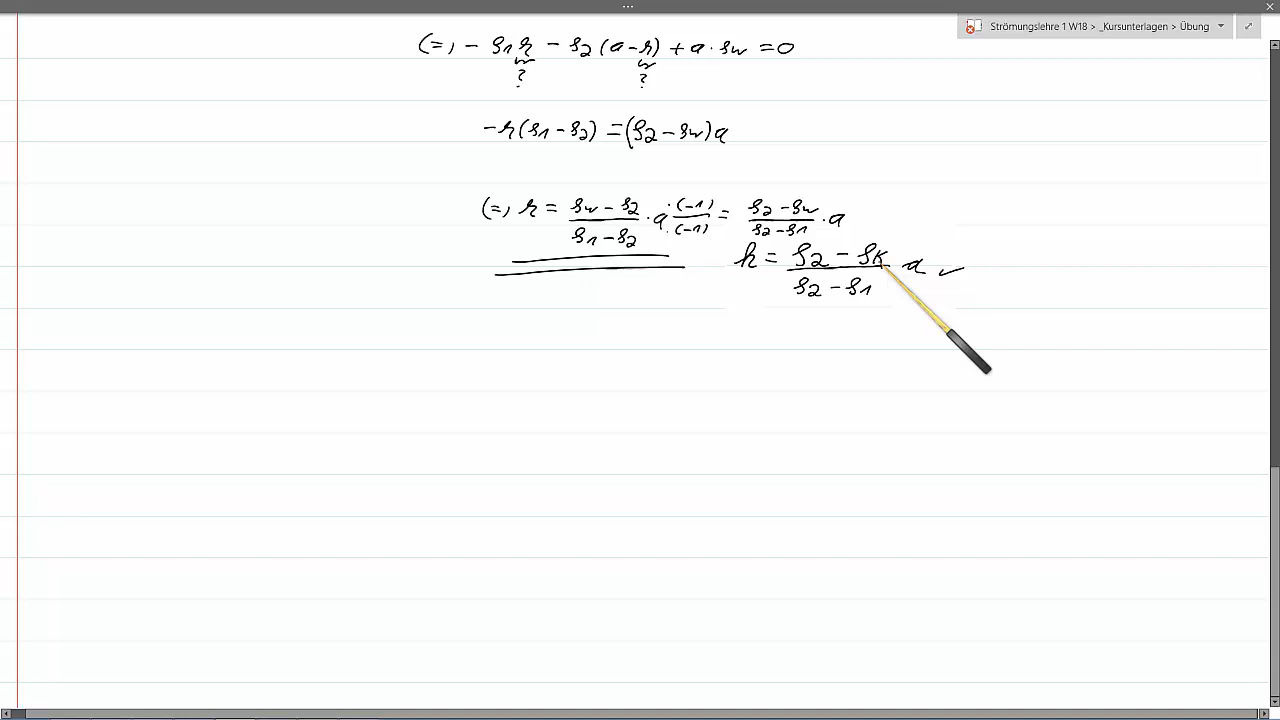 Strömungslehre 1 W18 > _Kursunterlagen > Übung
(=) - ρ1 h - ρ2 (a - h) + a · ρw = 0
? ?
-h (ρ1 - ρ2) = (ρ2 - ρw) a
(=) h = (ρw - ρ2)/(ρ1 - ρ2) · a · (-1)/(-1) = (ρ2 - ρw)/(ρ2 - ρ1) · a
h = (ρ2 - ρK)/(ρ2 - ρ1) a ✓